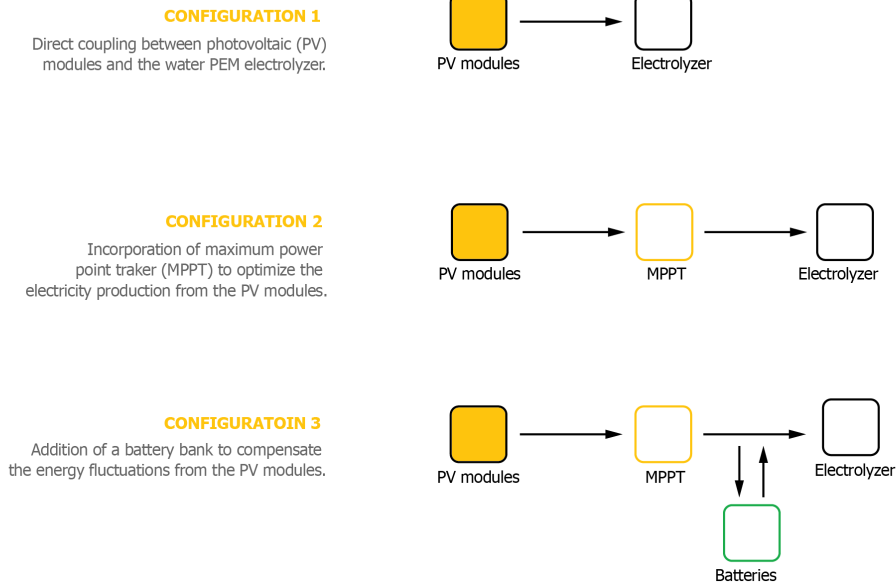 CONFIGURATION 1
Direct coupling between photovoltaic (PV)
modules and the water PEM electrolyzer.
PV modules
Electrolyzer
CONFIGURATION 2
Incorporation of maximum power
point traker (MPPT) to optimize the
electricity production from the PV modules.
PV modules
MPPT
Electrolyzer
CONFIGURATOIN 3
Addition of a battery bank to compensate
the energy fluctuations from the PV modules.
PV modules
MPPT
Electrolyzer
Batteries